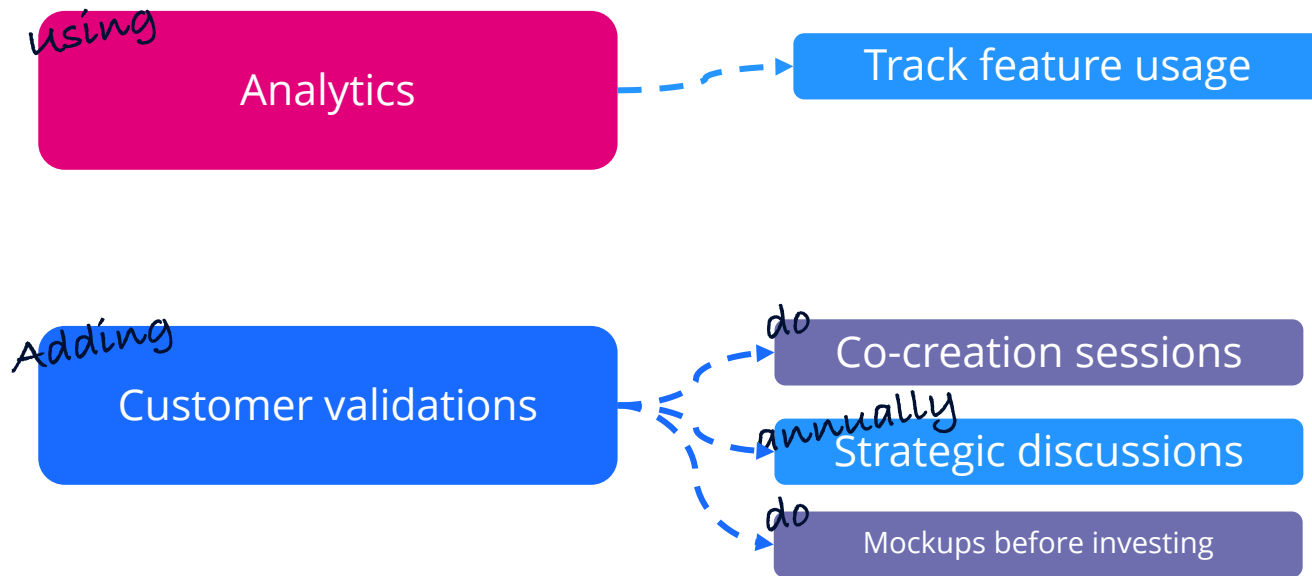 using
Analytics
Track feature usage
Adding
Customer validations
do
Co-creation sessions
annually
Strategic discussions
do
Mockups before investing